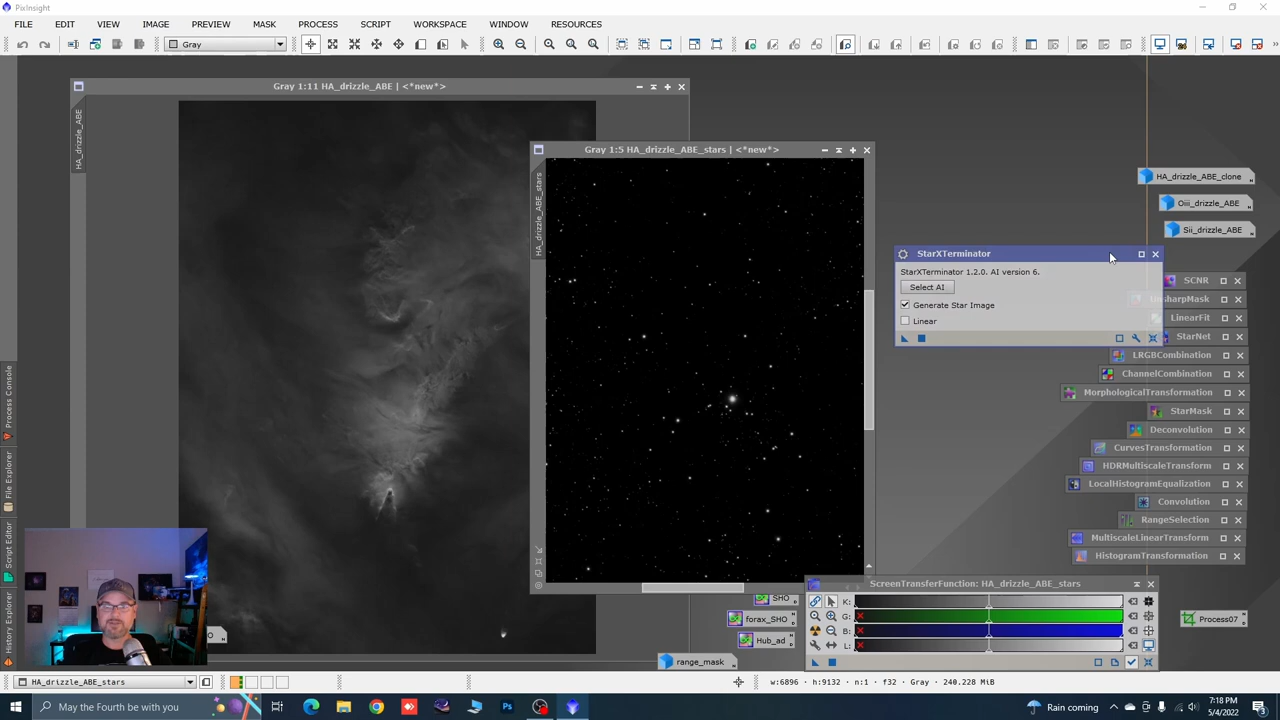 PixInsight
FILE EDIT VIEW IMAGE PREVIEW MASK PROCESS SCRIPT WORKSPACE WINDOW RESOURCES
Gray
Gray 1:11 HA_drizzle_ABE | <*new*>
HA_drizzle_ABE
Gray 1:5 HA_drizzle_ABE_stars | <*new*>
HA_drizzle_ABE_stars
HA_drizzle_ABE_clone
Oiii_drizzle_ABE
Sii_drizzle_ABE
StarXTerminator
StarXTerminator 1.2.0. AI version 6.
Select AI
Generate Star Image
Linear
SCNR
UnsharpMask
LinearFit
StarNet
LRGBCombination
ChannelCombination
MorphologicalTransformation
StarMask
Deconvolution
CurvesTransformation
HDRMultiscaleTransform
LocalHistogramEqualization
Convolution
RangeSelection
MultiscaleLinearTransform
HistogramTransformation
Process Console
File Explorer
Script Editor
History Explorer
ScreenTransferFunction: HA_drizzle_ABE_stars
K:
G:
B:
L:
SHO
forax_SHO
Hub_ad
range_mask
Process07
HA_drizzle_ABE_stars
w:6896 · h:9132 · n:1 · f32 · Gray · 240.228 MiB
May the Fourth be with you
Ps
Rain coming
7:18 PM
5/4/2022